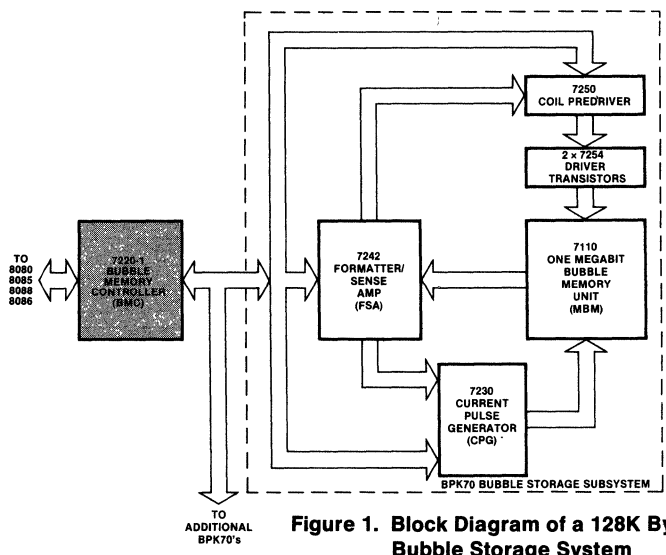 7250
COIL PREDRIVER
2 x 7254
DRIVER
TRANSISTORS
TO
8080
8085
8088
8086
7220-1
BUBBLE
MEMORY
CONTROLLER
(BMC)
7242
FORMATTER/
SENSE
AMP
(FSA)
7110
ONE MEGABIT
BUBBLE
MEMORY
UNIT
(MBM)
7230
CURRENT
PULSE
GENERATOR
(CPG)
BPK70 BUBBLE STORAGE SUBSYSTEM
TO
ADDITIONAL
BPK70's
Figure 1. Block Diagram of a 128K By
Bubble Storage System